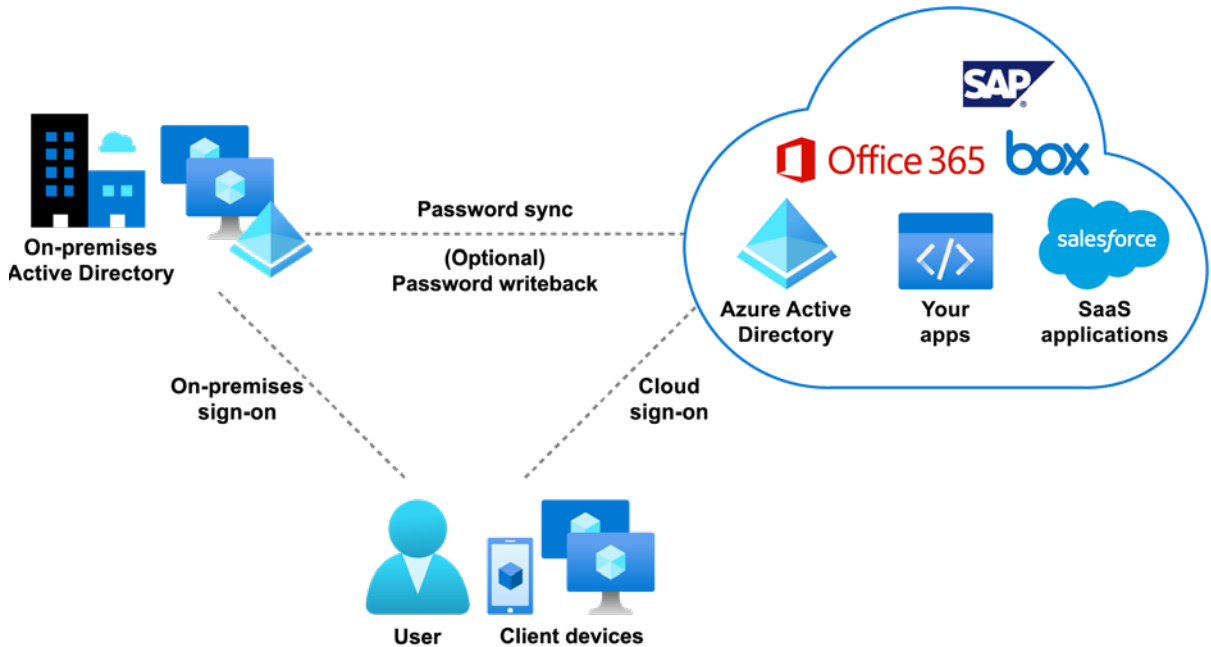 SAP
®
Office 365
box
On-premises
Active Directory
Password sync
(Optional)
Password writeback
salesforce
Azure Active
Directory
Your
apps
SaaS
applications
On-premises
sign-on
Cloud
sign-on
User
Client devices